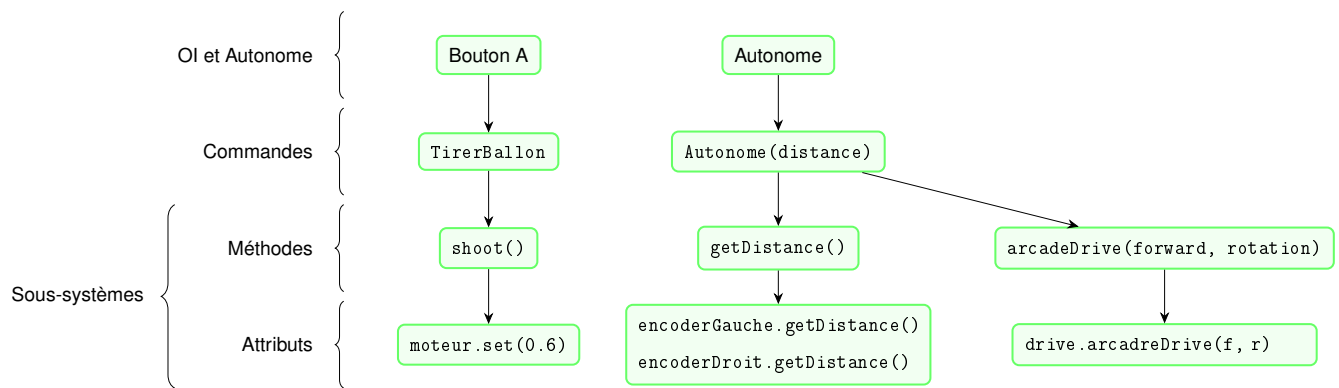 OI et Autonome
Bouton A
Autonome
Commandes
TirerBallon
Autonome(distance)
Sous-systèmes
Méthodes
shoot()
getDistance()
arcadeDrive(forward, rotation)
Attributs
moteur.set(0.6)
encoderGauche.getDistance()
encoderDroit.getDistance()
drive.arcadreDrive(f, r)